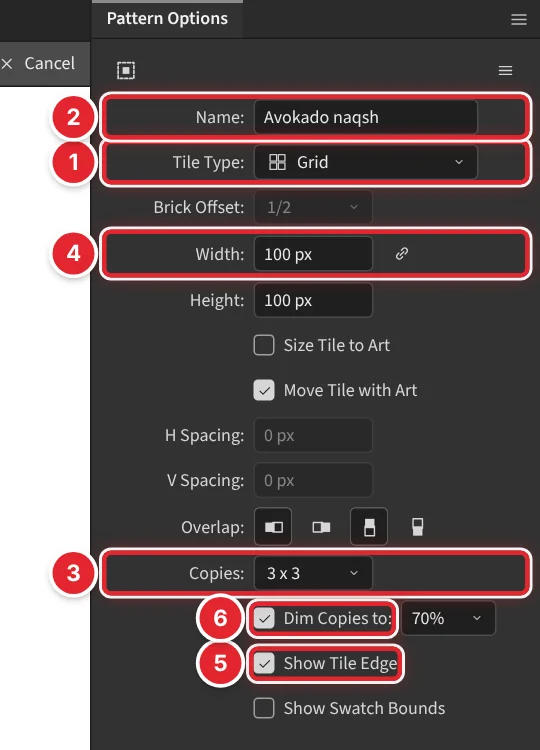 Pattern Options
Cancel
2 Name: Avokado naqsh
1 Tile Type: Grid
Brick Offset: 1/2
4 Width: 100 px
Height: 100 px
Size Tile to Art
Move Tile with Art
H Spacing: 0 px
V Spacing: 0 px
Overlap:
3 Copies: 3 x 3
6 Dim Copies to: 70%
5 Show Tile Edge
Show Swatch Bounds